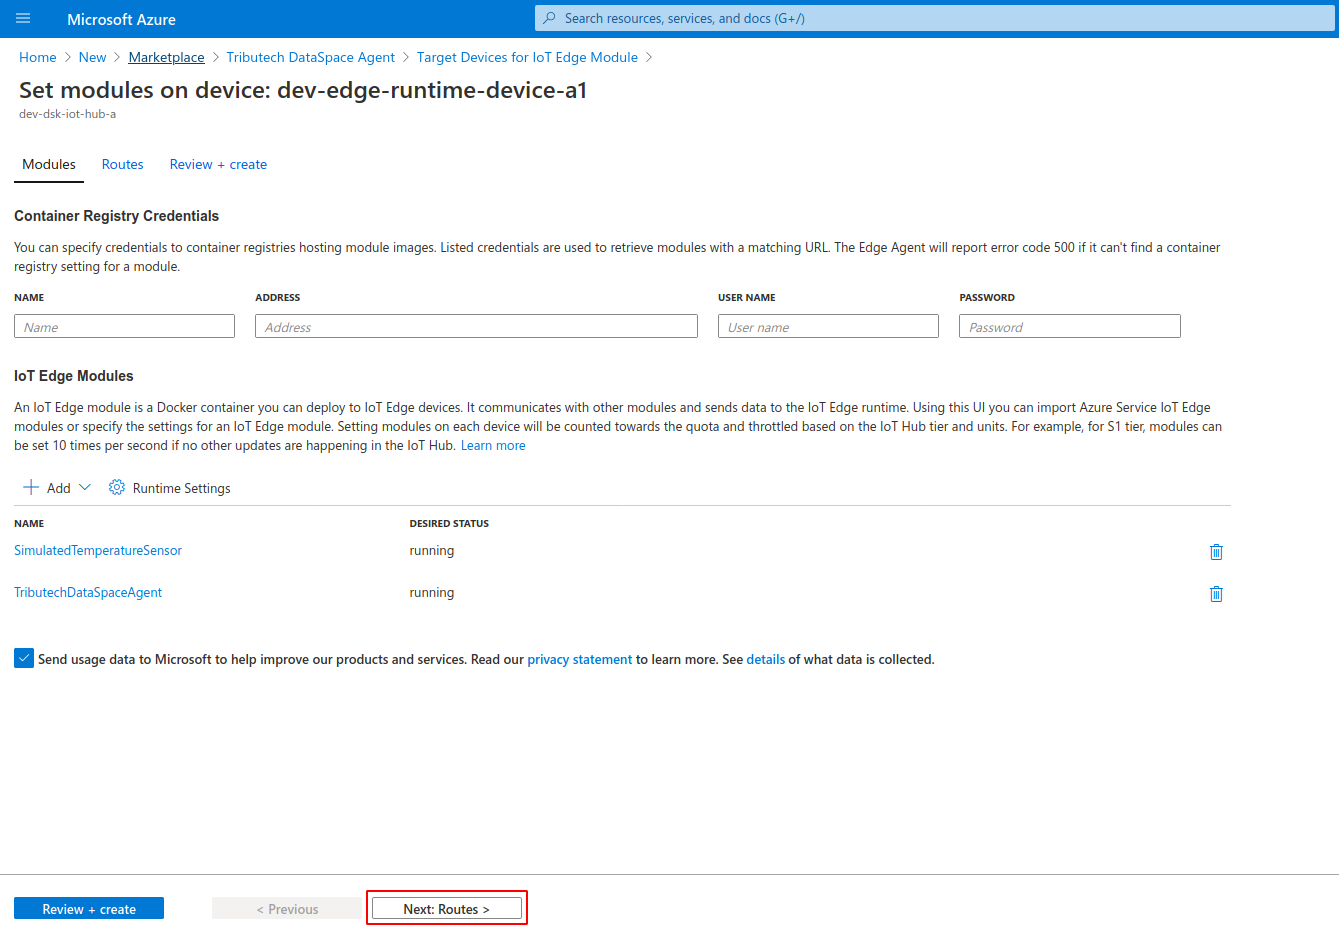 Microsoft Azure
Search resources, services, and docs (G+/)
Home > New > Marketplace > Tributech DataSpace Agent > Target Devices for IoT Edge Module >
Set modules on device: dev-edge-runtime-device-a1
dev-dsk-iot-hub-a
Modules Routes Review + create
Container Registry Credentials
You can specify credentials to container registries hosting module images. Listed credentials are used to retrieve modules with a matching URL. The Edge Agent will report error code 500 if it can't find a container
registry setting for a module.
NAME ADDRESS USER NAME PASSWORD
Name Address User name Password
IoT Edge Modules
An IoT Edge module is a Docker container you can deploy to IoT Edge devices. It communicates with other modules and sends data to the IoT Edge runtime. Using this UI you can import Azure Service IoT Edge
modules or specify the settings for an IoT Edge module. Setting modules on each device will be counted towards the quota and throttled based on the IoT Hub tier and units. For example, for S1 tier, modules can
be set 10 times per second if no other updates are happening in the IoT Hub. Learn more
Add Runtime Settings
NAME DESIRED STATUS
SimulatedTemperatureSensor running
TributechDataSpaceAgent running
Send usage data to Microsoft to help improve our products and services. Read our privacy statement to learn more. See details of what data is collected.
Review + create < Previous Next: Routes >